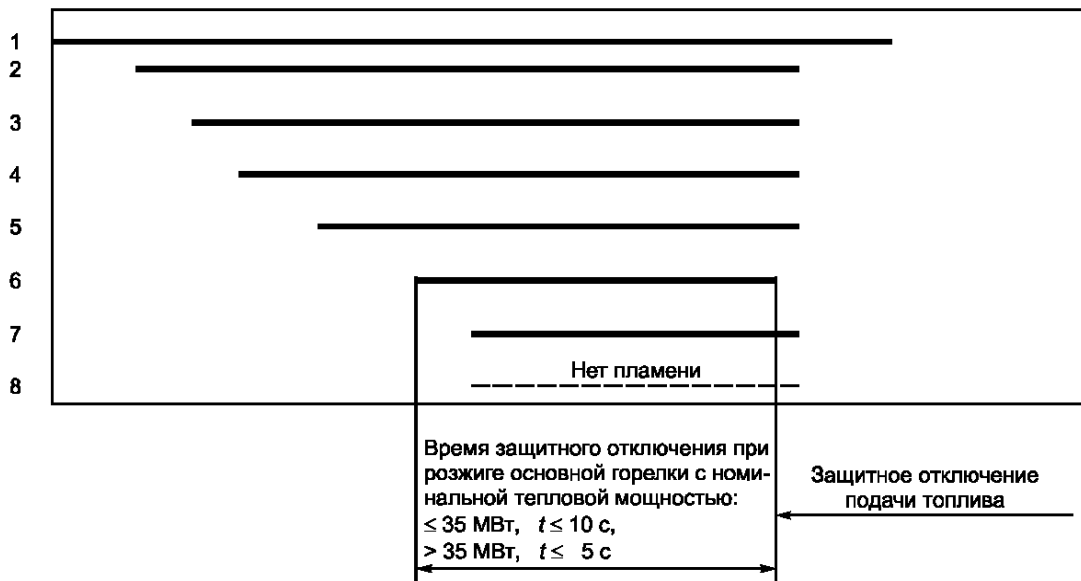 1
2
3
4
5
6
7
Нет пламени
8
Время защитного отключения при
розжиге основной горелки с номи-
нальной тепловой мощностью:
≤ 35 МВт, t ≤ 10 с,
> 35 МВт, t ≤ 5 с
Защитное отключение
подачи топлива